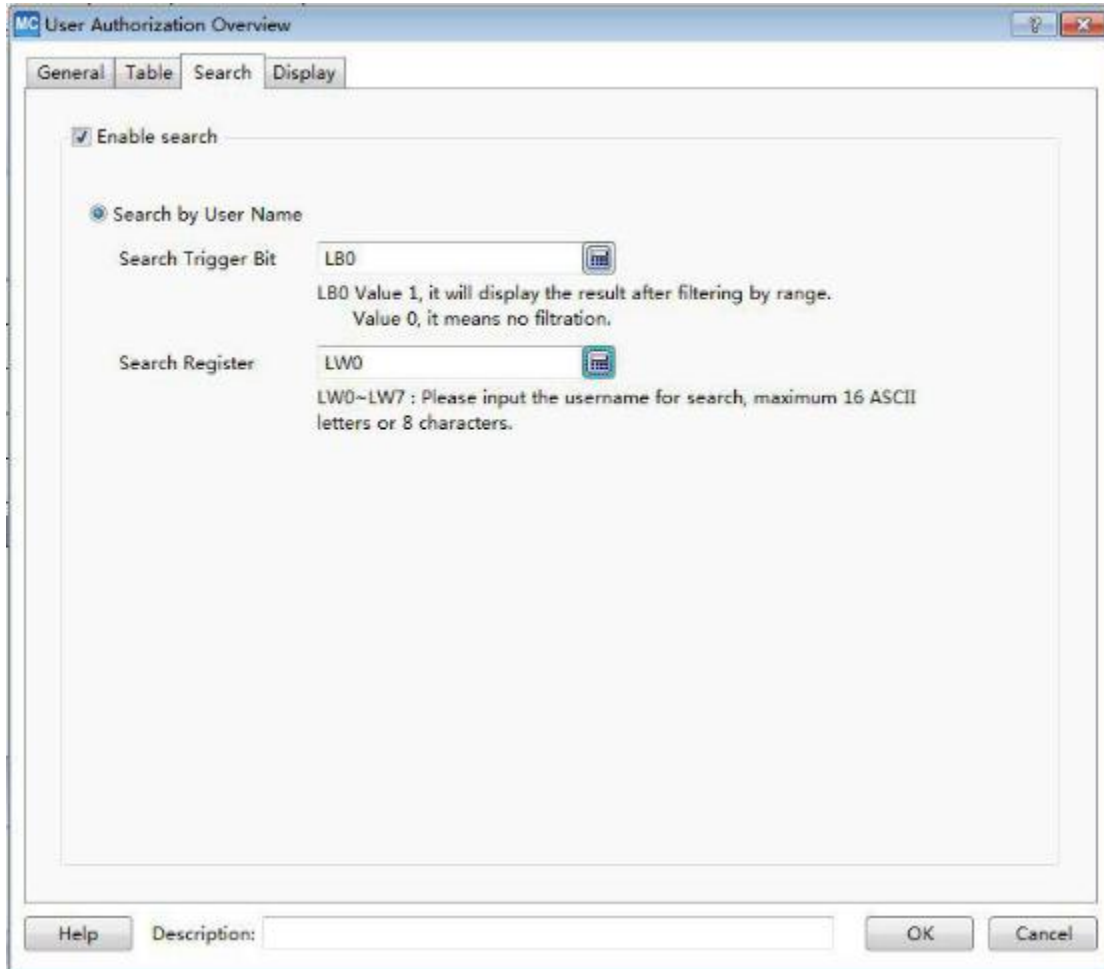 MC User Authorization Overview
General Table Search Display
Enable search
Search by User Name
Search Trigger Bit LB0
LB0 Value 1, it will display the result after filtering by range.
Value 0, it means no filtration.
Search Register LW0
LW0~LW7 : Please input the username for search, maximum 16 ASCII
letters or 8 characters.
Help Description: OK Cancel